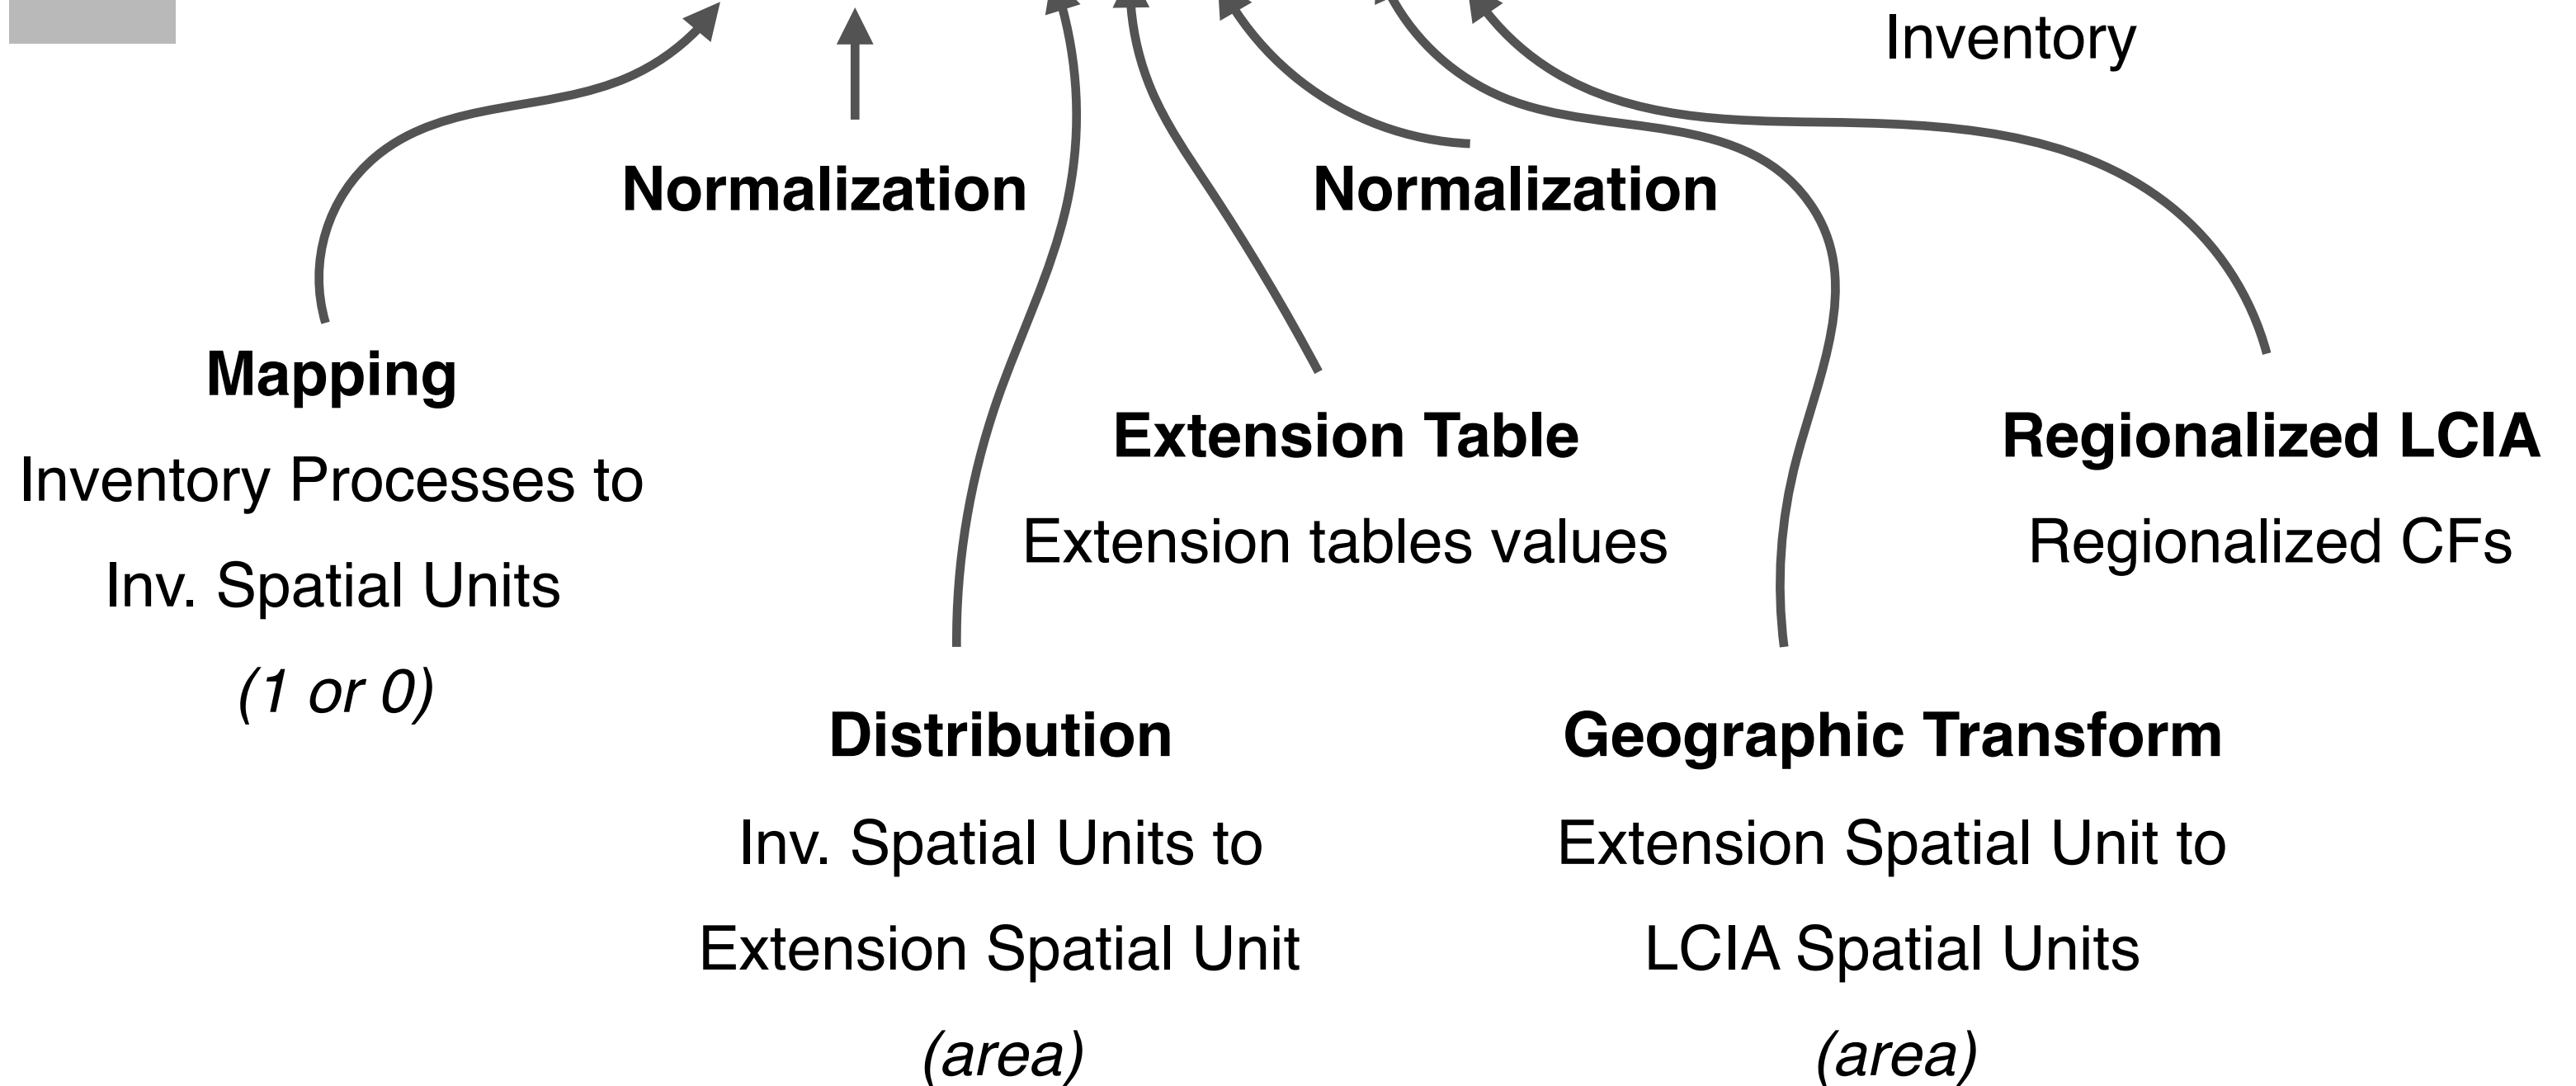 Inventory
Normalization
Normalization
Mapping
Inventory Processes to
Inv. Spatial Units
(1 or 0)
Extension Table
Extension tables values
Regionalized LCIA
Regionalized CFs
Distribution
Inv. Spatial Units to
Extension Spatial Unit
(area)
Geographic Transform
Extension Spatial Unit to
LCIA Spatial Units
(area)